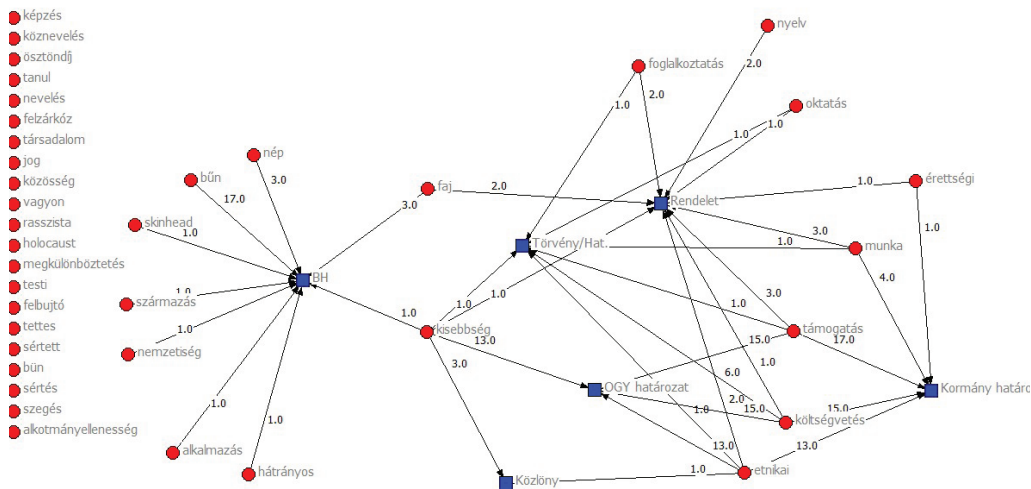 képzés
köznevelés
ösztöndíj
tanul
nevelés
felzárkóz
társadalom
jog
közösség
vagyon
rasszista
holocaust
megkülönböztetés
testi
felbujtó
tettes
sértett
bün
sértés
szegés
alkotmányellenesség
nép
bűn
skinhead
származás
nemzetiség
alkalmazás
hátrányos
BH
3.0
17.0
1.0
1.0
1.0
1.0
1.0
faj
3.0
2.0
kisebbség
1.0
1.0
1.0
13.0
3.0
nyelv
2.0
foglalkoztatás
1.0
2.0
oktatás
1.0
1.0
érettségi
1.0
1.0
Rendelet
Törvény/Hat.
munka
3.0
1.0
4.0
támogatás
3.0
1.0
15.0
17.0
OGY határozat
Kormány határo
költségvetés
1.0
6.0
15.0
15.0
etnikai
2.0
1.0
13.0
13.0
1.0
Közlöny